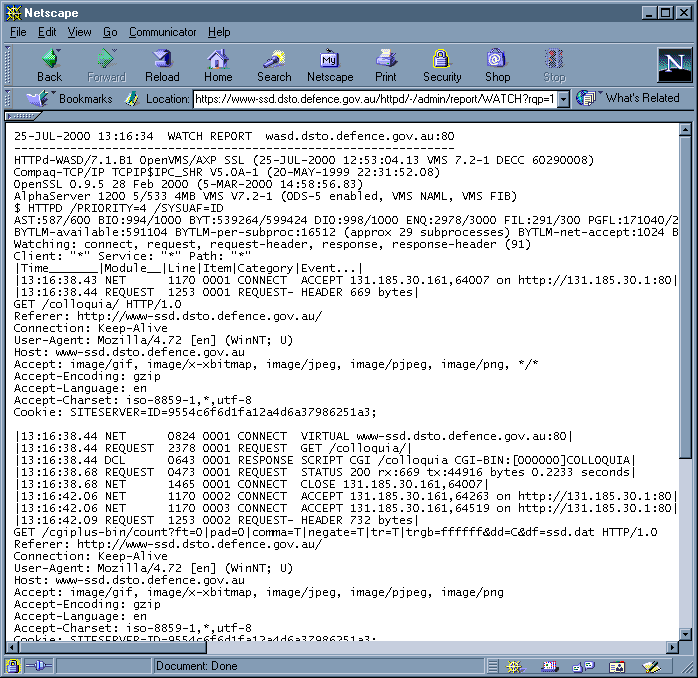 Netscape
File Edit View Go Communicator Help
Back Forward Reload Home Search Netscape Print Security Shop Stop
My
N
Bookmarks Location: https://www-ssd.dsto.defence.gov.au/httpd/-/admin/report/WATCH?rqp=1 What's Related
25-JUL-2000 13:16:34 WATCH REPORT wasd.dsto.defence.gov.au:80
---------------------------------------------------------------
HTTPd-WASD/7.1.B1 OpenVMS/AXP SSL (25-JUL-2000 12:53:04.13 VMS 7.2-1 DECC 60290008)
Compaq-TCP/IP TCPIP$IPC_SHR V5.0A-1 (20-MAY-1999 22:31:52.08)
OpenSSL 0.9.5 28 Feb 2000 (5-MAR-2000 14:58:56.83)
AlphaServer 1200 5/533 4MB VMS V7.2-1 (ODS-5 enabled, VMS NAML, VMS FIB)
$ HTTPD /PRIORITY=4 /SYSUAF=ID
AST:587/600 BIO:994/1000 BYT:539264/599424 DIO:998/1000 ENQ:2978/3000 FIL:291/300 PGFL:171040/2
BYTLM-available:591104 BYTLM-per-subproc:16512 (approx 29 subprocesses) BYTLM-net-accept:1024 B
Watching: connect, request, request-header, response, response-header (91)
Client: "*" Service: "*" Path: "*"
|Time_______|Module__|Line|Item|Category|Event...|
|13:16:38.43 NET 1170 0001 CONNECT ACCEPT 131.185.30.161,64007 on http://131.185.30.1:80|
|13:16:38.44 REQUEST 1253 0001 REQUEST- HEADER 669 bytes|
GET /colloquia/ HTTP/1.0
Referer: http://www-ssd.dsto.defence.gov.au/
Connection: Keep-Alive
User-Agent: Mozilla/4.72 [en] (WinNT; U)
Host: www-ssd.dsto.defence.gov.au
Accept: image/gif, image/x-xbitmap, image/jpeg, image/pjpeg, image/png, */*
Accept-Encoding: gzip
Accept-Language: en
Accept-Charset: iso-8859-1,*,utf-8
Cookie: SITESERVER=ID=9554c6f6d1fa12a4d6a37986251a3;
|13:16:38.44 NET 0824 0001 CONNECT VIRTUAL www-ssd.dsto.defence.gov.au:80|
|13:16:38.44 REQUEST 2378 0001 REQUEST GET /colloquia/|
|13:16:38.44 DCL 0643 0001 RESPONSE SCRIPT CGI /colloquia CGI-BIN:[000000]COLLOQUIA|
|13:16:38.68 REQUEST 0473 0001 REQUEST STATUS 200 rx:669 tx:44916 bytes 0.2233 seconds|
|13:16:38.68 NET 1465 0001 CONNECT CLOSE 131.185.30.161,64007|
|13:16:42.06 NET 1170 0002 CONNECT ACCEPT 131.185.30.161,64263 on http://131.185.30.1:80|
|13:16:42.06 NET 1170 0003 CONNECT ACCEPT 131.185.30.161,64519 on http://131.185.30.1:80|
|13:16:42.09 REQUEST 1253 0002 REQUEST- HEADER 732 bytes|
GET /cgiplus-bin/count?ft=0|pad=0|comma=T|negate=T|tr=T|trgb=ffffff&dd=C&df=ssd.dat HTTP/1.0
Referer: http://www-ssd.dsto.defence.gov.au/
Connection: Keep-Alive
User-Agent: Mozilla/4.72 [en] (WinNT; U)
Host: www-ssd.dsto.defence.gov.au
Accept: image/gif, image/x-xbitmap, image/jpeg, image/pjpeg, image/png
Accept-Encoding: gzip
Accept-Language: en
Accept-Charset: iso-8859-1,*,utf-8
Cookie: SITESERVER=ID=9554c6f6d1fa12a4d6a37986251a3;
Document: Done